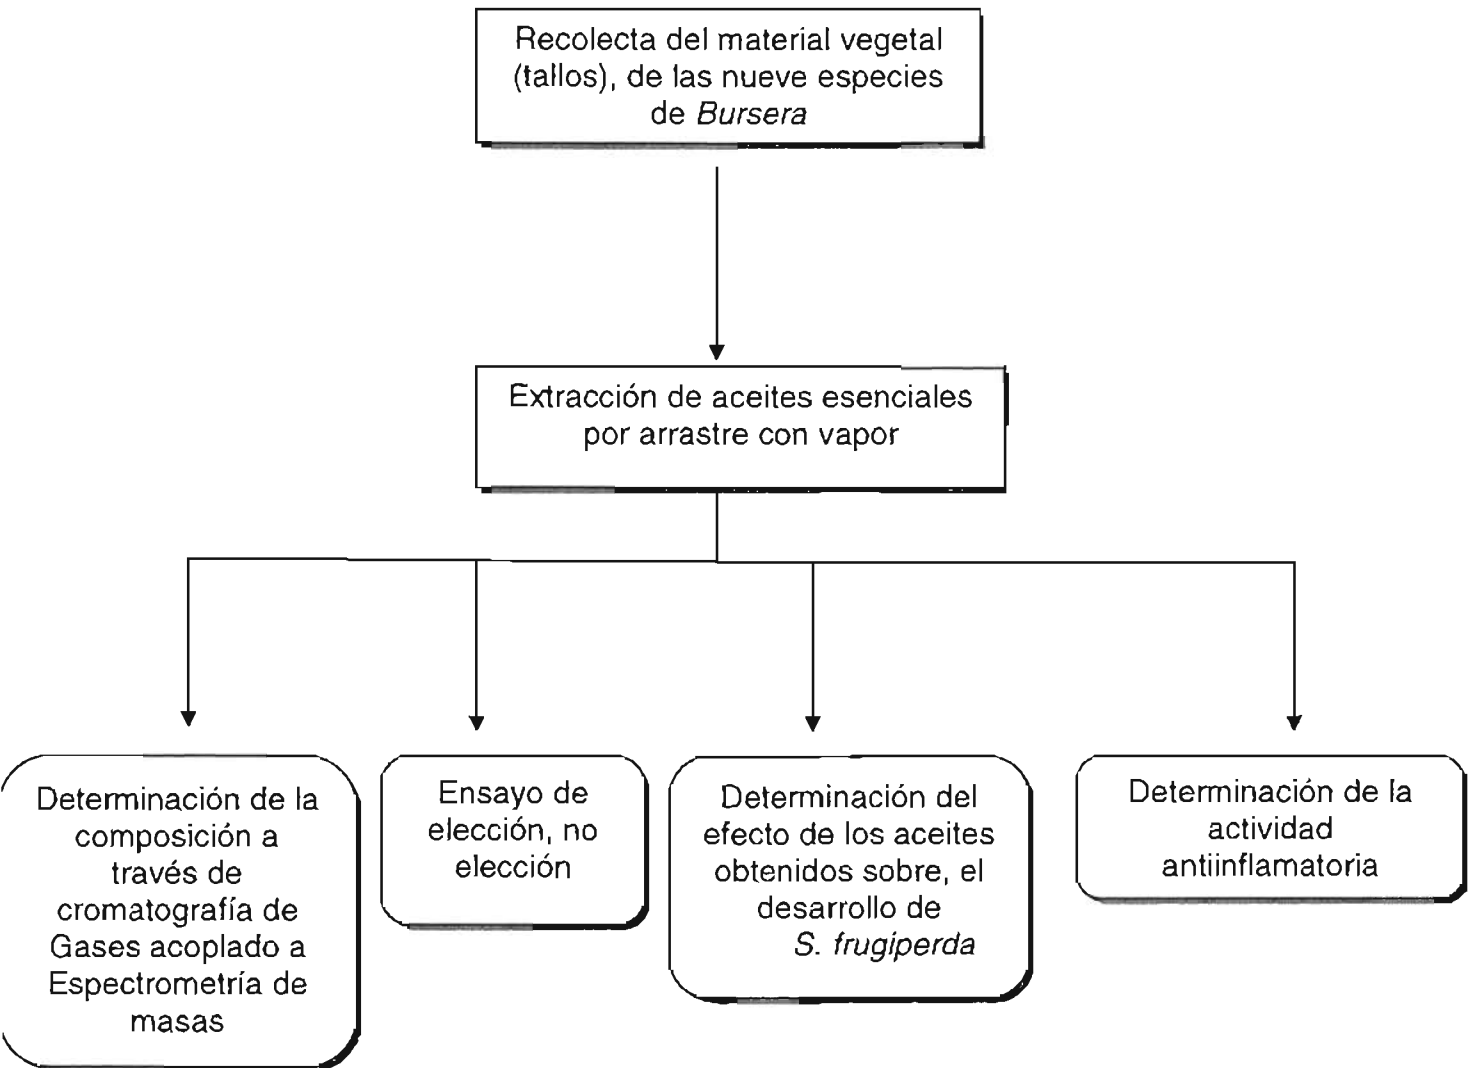 Recolecta del material vegetal
(tallos), de las nueve especies
de Bursera
Extracción de aceites esenciales
por arrastre con vapor
Determinación de la
composición a
través de
cromatografía de
Gases acoplado a
Espectrometría de
masas
Ensayo de
elección, no
elección
Determinación del
efecto de los aceites
obtenidos sobre, el
desarrollo de
S. frugiperda
Determinación de la
actividad
antiinflamatoria